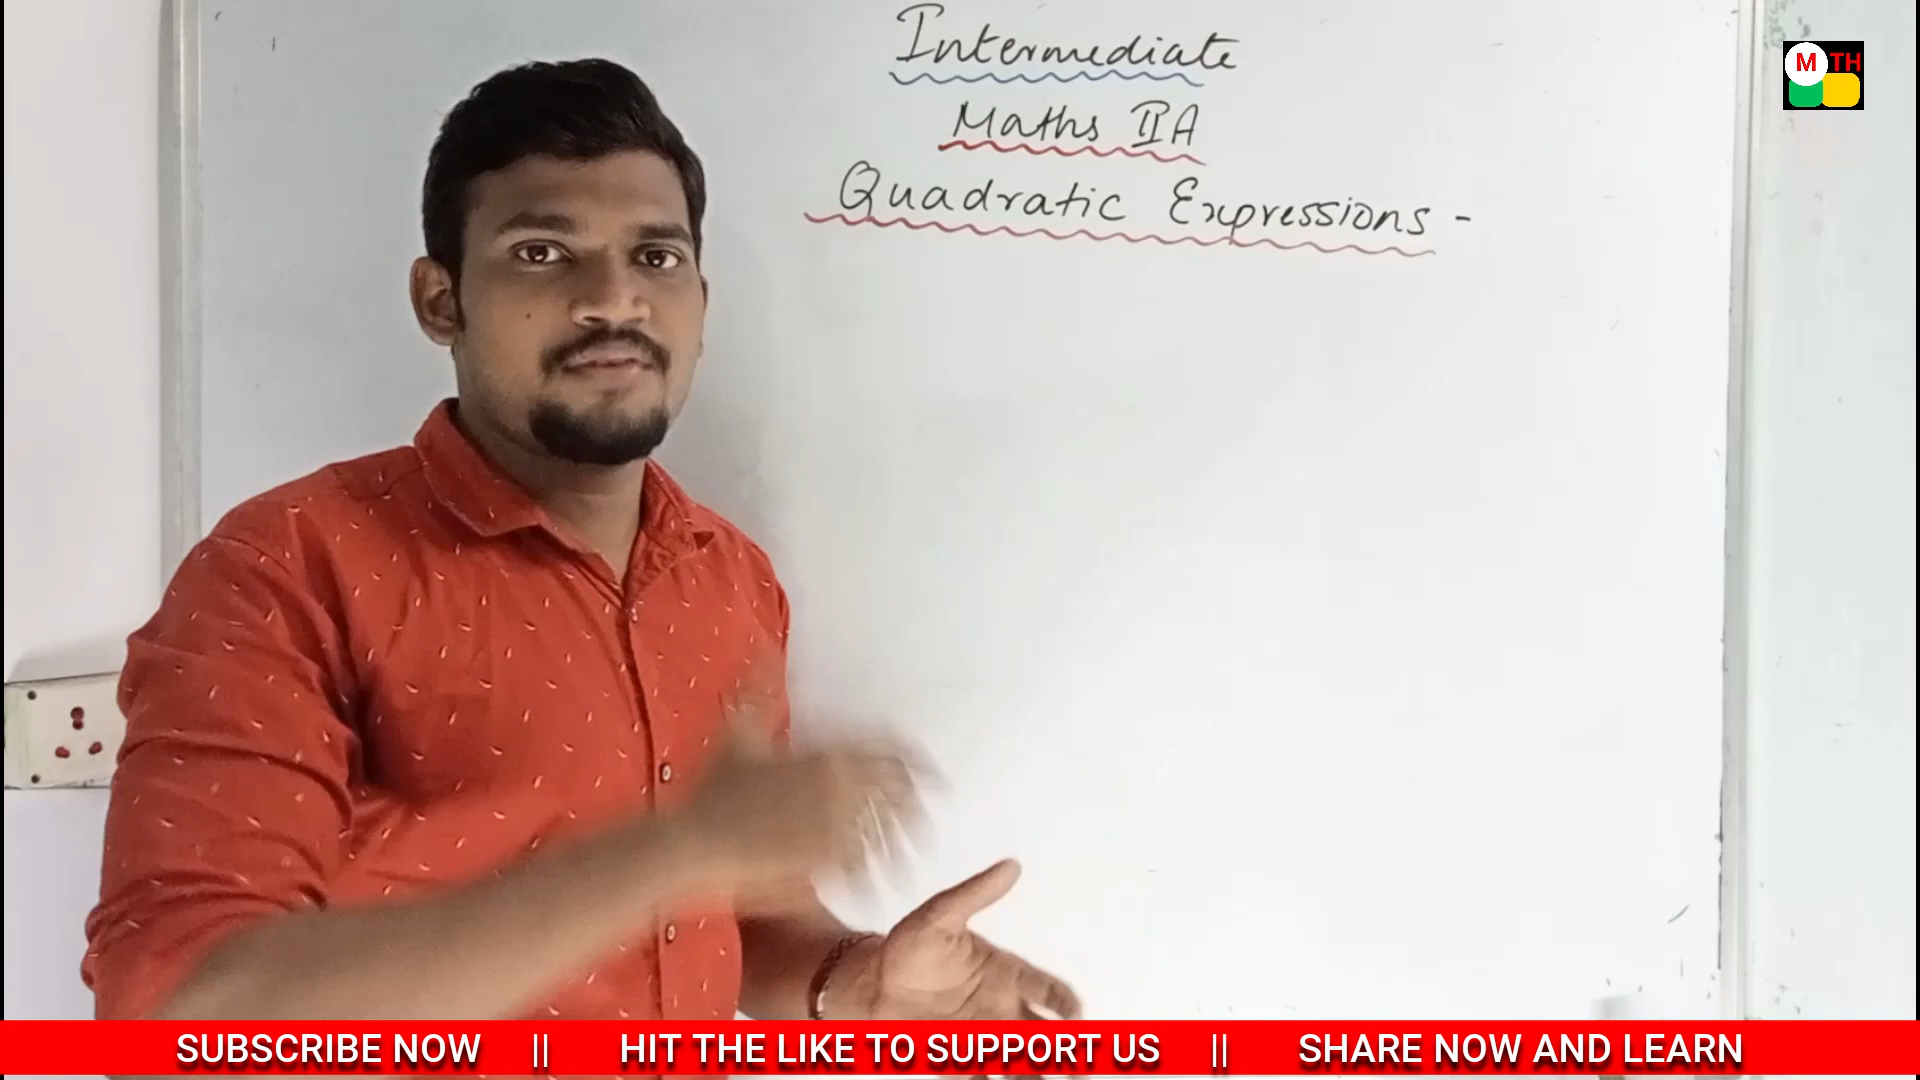 Intermediate
Maths IIA
Quadratic Expressions -
M TH
SUBSCRIBE NOW || HIT THE LIKE TO SUPPORT US || SHARE NOW AND LEARN